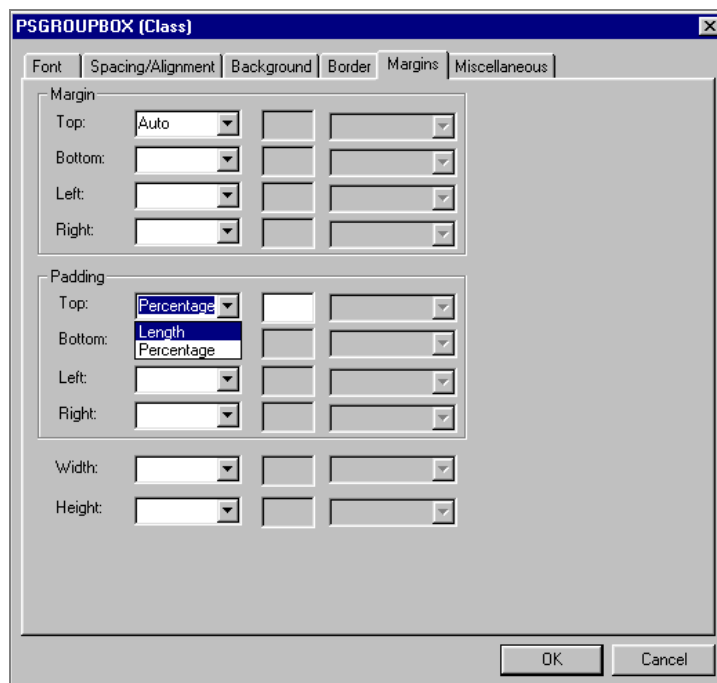 PSGROUPBOX (Class)
Font Spacing/Alignment Background Border Margins Miscellaneous
Margin
Top: Auto
Bottom:
Left:
Right:
Padding
Top: Percentage
Length
Bottom:
Percentage
Left:
Right:
Width:
Height:
OK Cancel